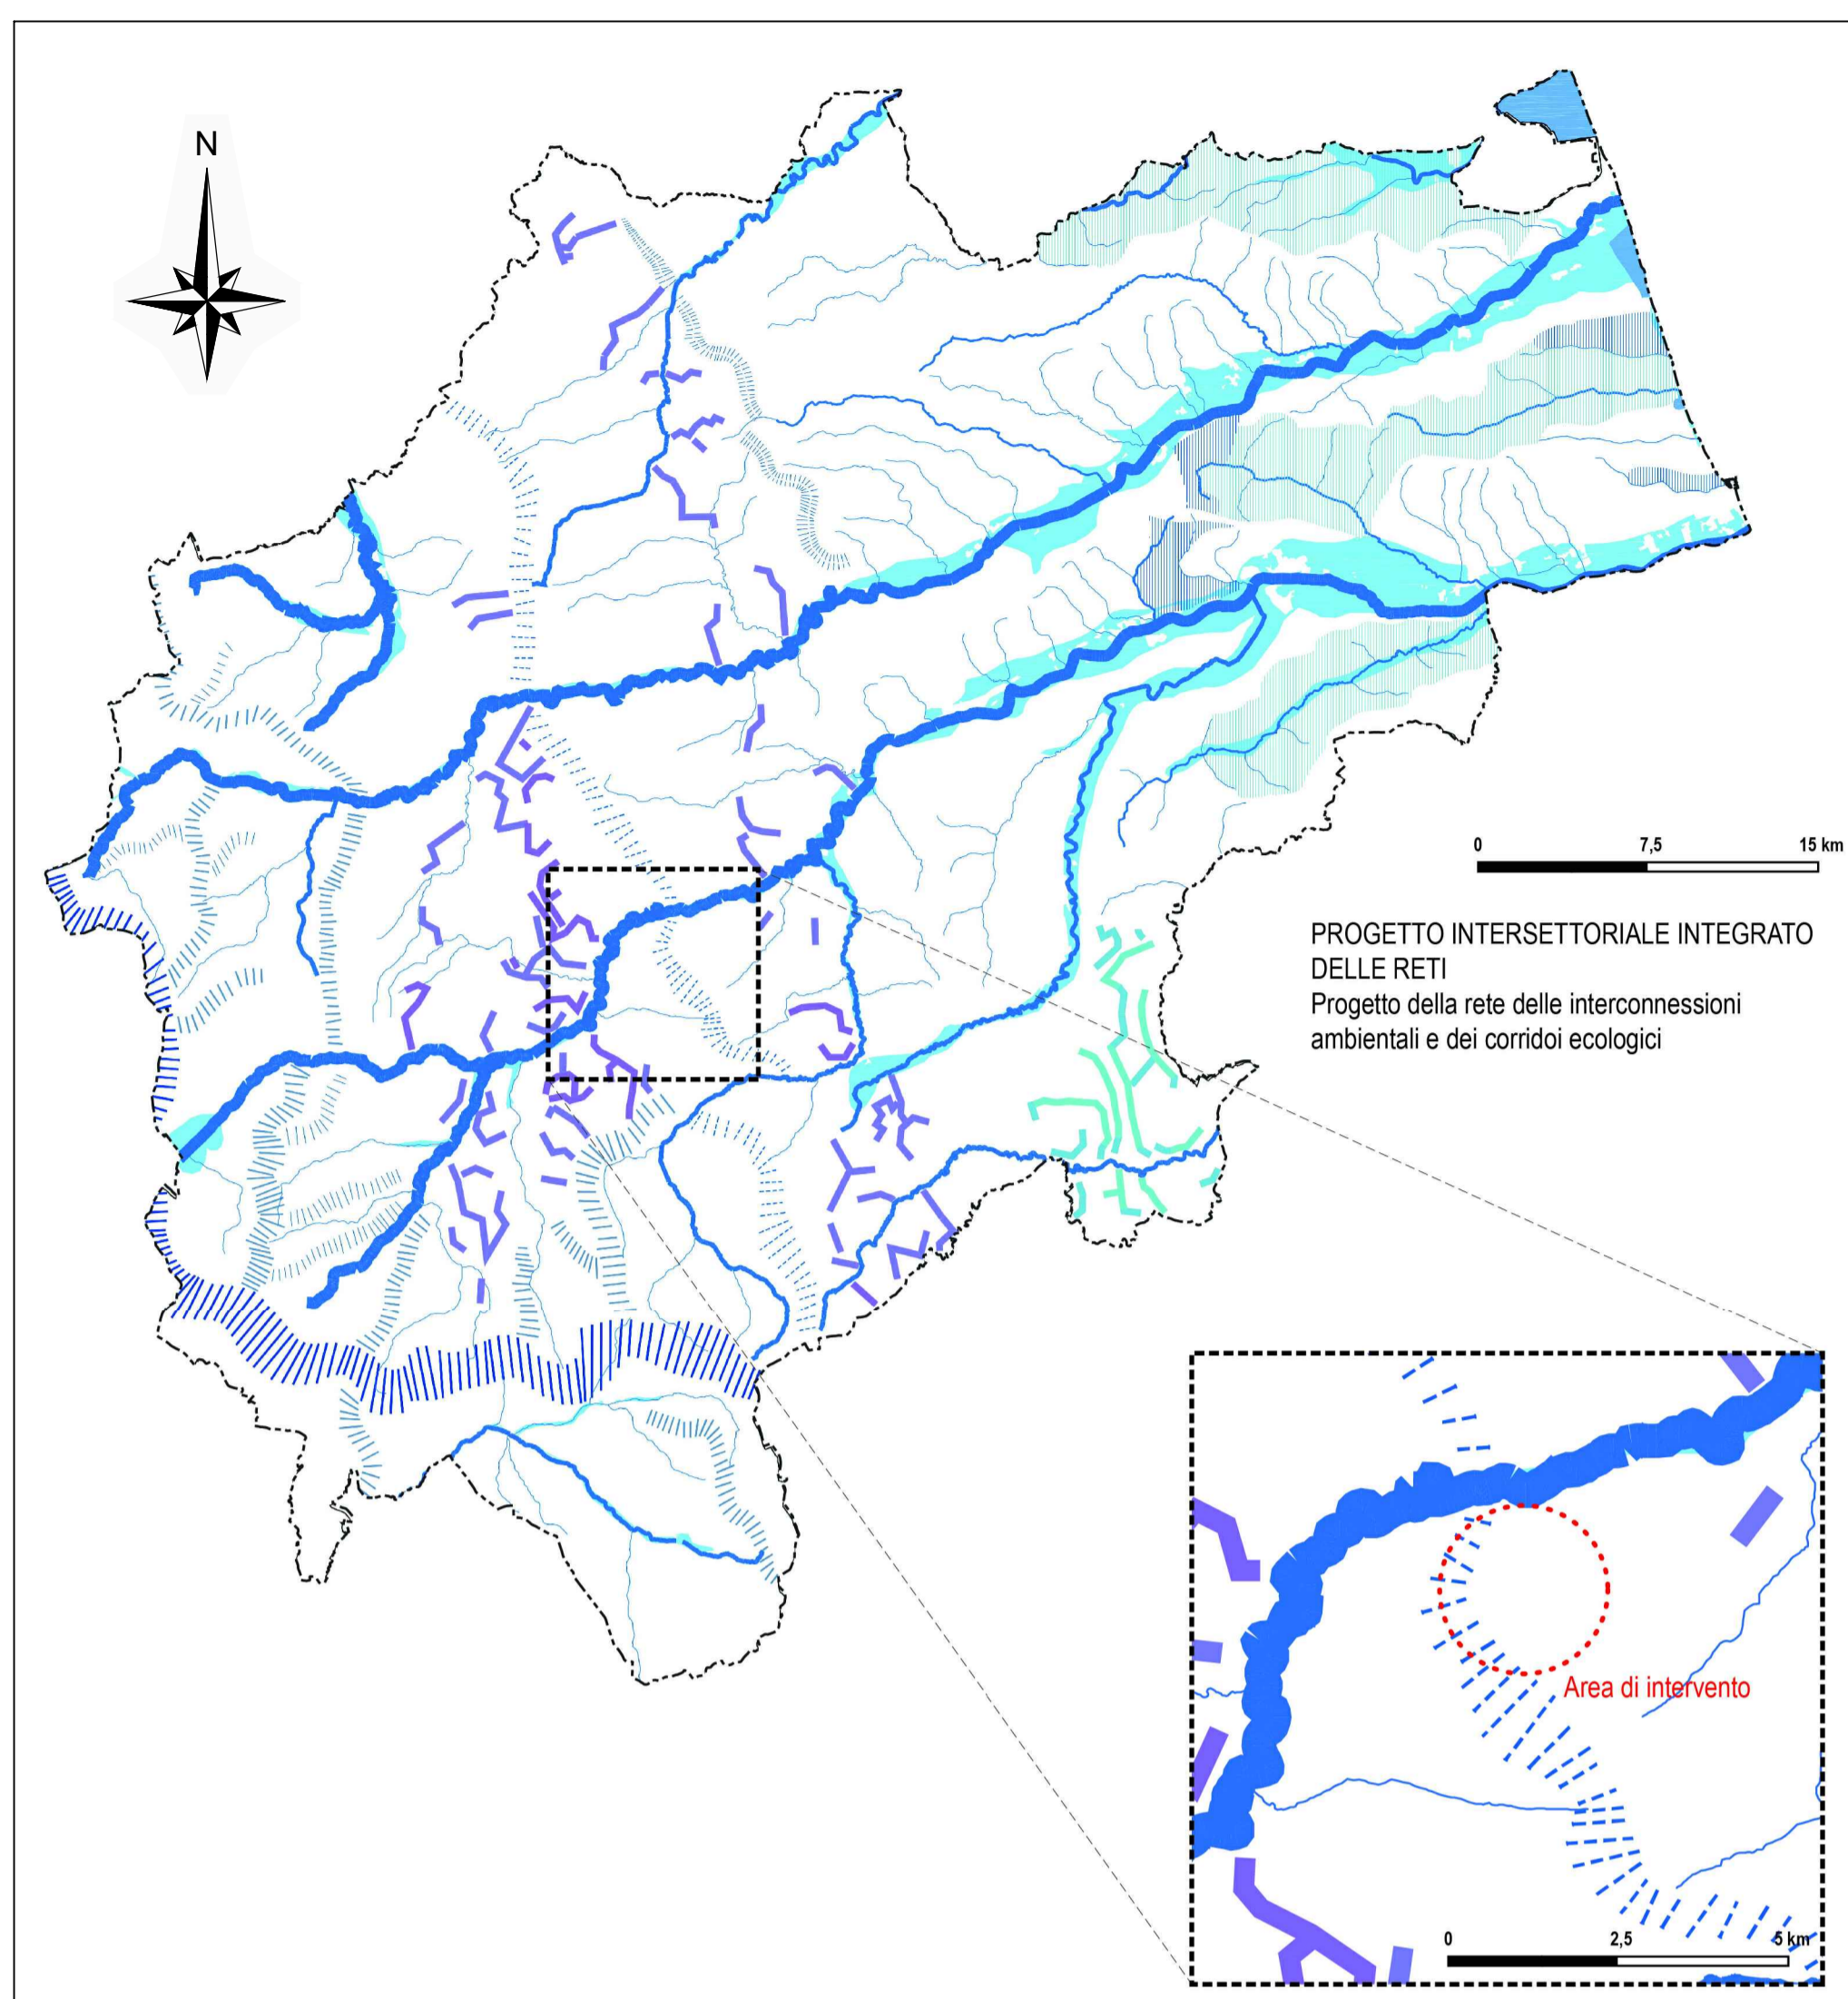 N
0 7,5 15 km
PROGETTO INTERSETTORIALE INTEGRATO
DELLE RETI
Progetto della rete delle interconnessioni
ambientali e dei corridoi ecologici
Area di intervento
0 2,5 5 km